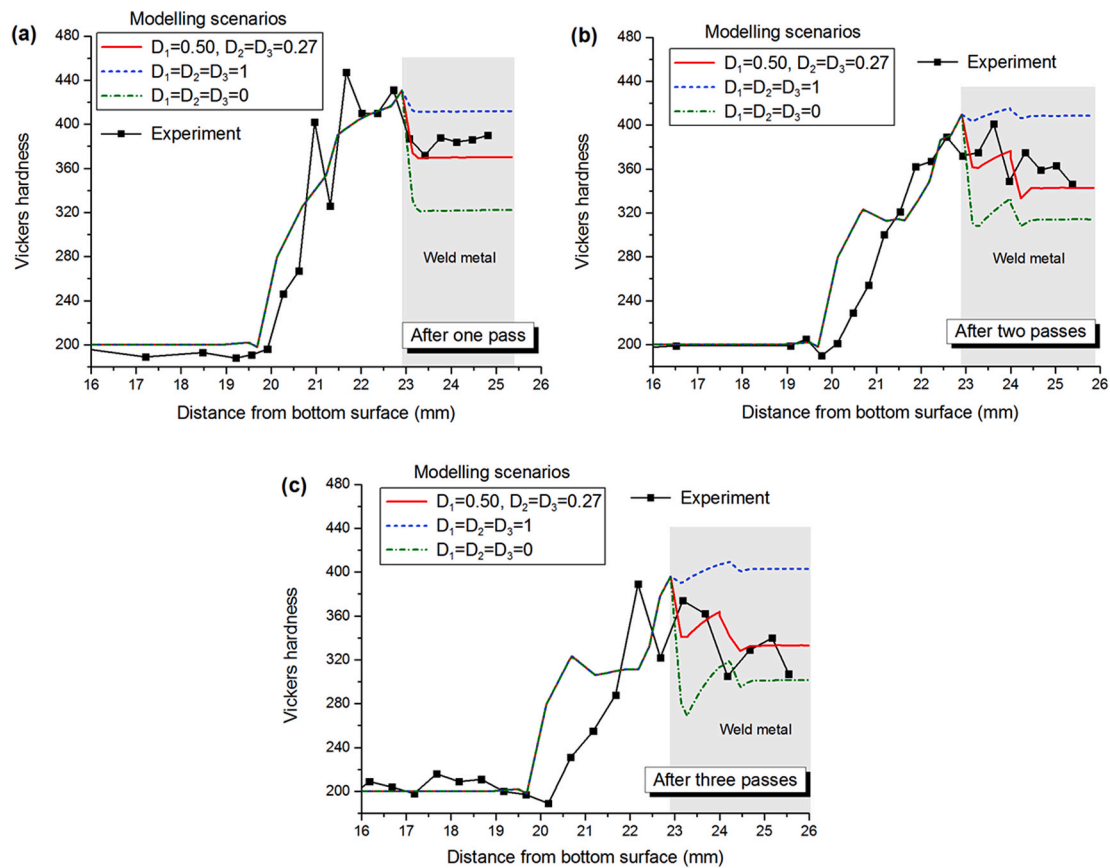 (a)
Modelling scenarios
D₁=0.50, D₂=D₃=0.27
D₁=D₂=D₃=1
D₁=D₂=D₃=0
Experiment
Vickers hardness
480
440
400
360
320
280
240
200
Weld metal
After one pass
16 17 18 19 20 21 22 23 24 25 26
Distance from bottom surface (mm)
(b)
Modelling scenarios
D₁=0.50, D₂=D₃=0.27
D₁=D₂=D₃=1
D₁=D₂=D₃=0
Experiment
Vickers hardness
480
440
400
360
320
280
240
200
Weld metal
After two passes
16 17 18 19 20 21 22 23 24 25 26
Distance from bottom surface (mm)
(c)
Modelling scenarios
D₁=0.50, D₂=D₃=0.27
D₁=D₂=D₃=1
D₁=D₂=D₃=0
Experiment
Vickers hardness
480
440
400
360
320
280
240
200
Weld metal
After three passes
16 17 18 19 20 21 22 23 24 25 26
Distance from bottom surface (mm)